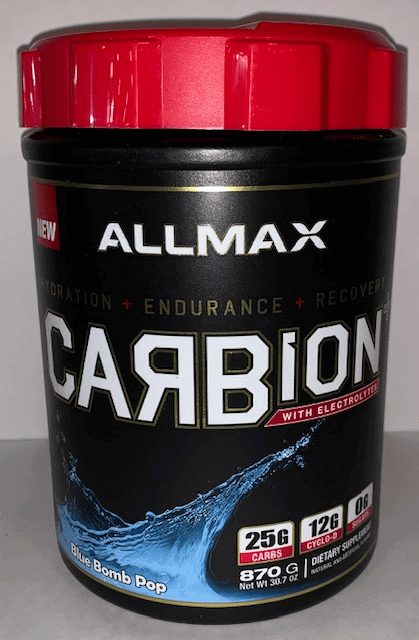 NEW
ALLMAX
HYDRATION + ENDURANCE + RECOVERY
CARBiON+
WITH ELECTROLYTES
25G
CARBS
12G
CYCLO-D
0G
SUGARS
Blue Bomb Pop
870 G
Net Wt 30.7 OZ
DIETARY SUPPLEMENT
NATURAL AND ARTIFICIAL